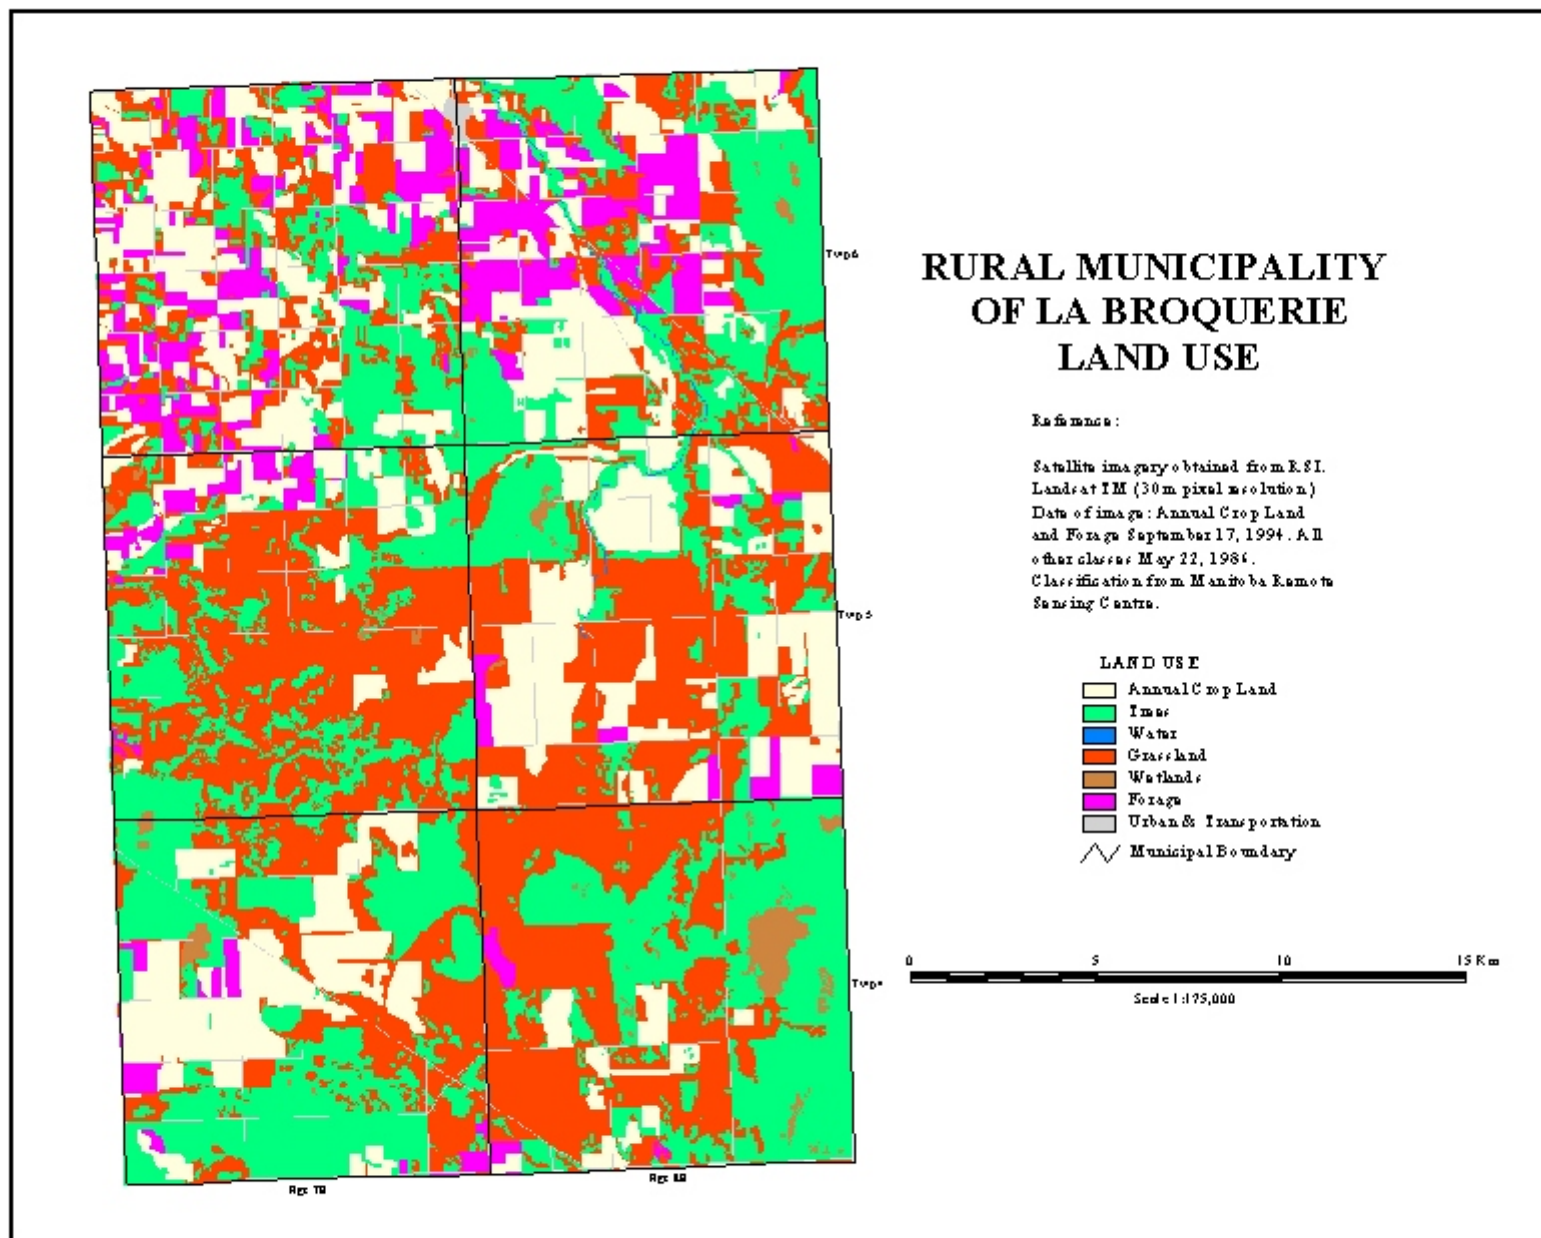 RURAL MUNICIPALITY
OF LA BROQUERIE
LAND USE
Reference:
Satellite imagery obtained from RSI.
Landsat TM (30m pixel resolution)
Date of image: Annual Crop Land
and Forage September 17, 1994. All
other classes May 22, 1986.
Classification from Manitoba Remote
Sensing Centre.
LAND USE
Annual Crop Land
Trees
Water
Grassland
Wetlands
Forage
Urban & Transportation
Municipal Boundary
0 5 10 15 Km
Scale 1:175,000
Twp 6
Twp 5
Twp 4
Rge 7E
Rge 8E